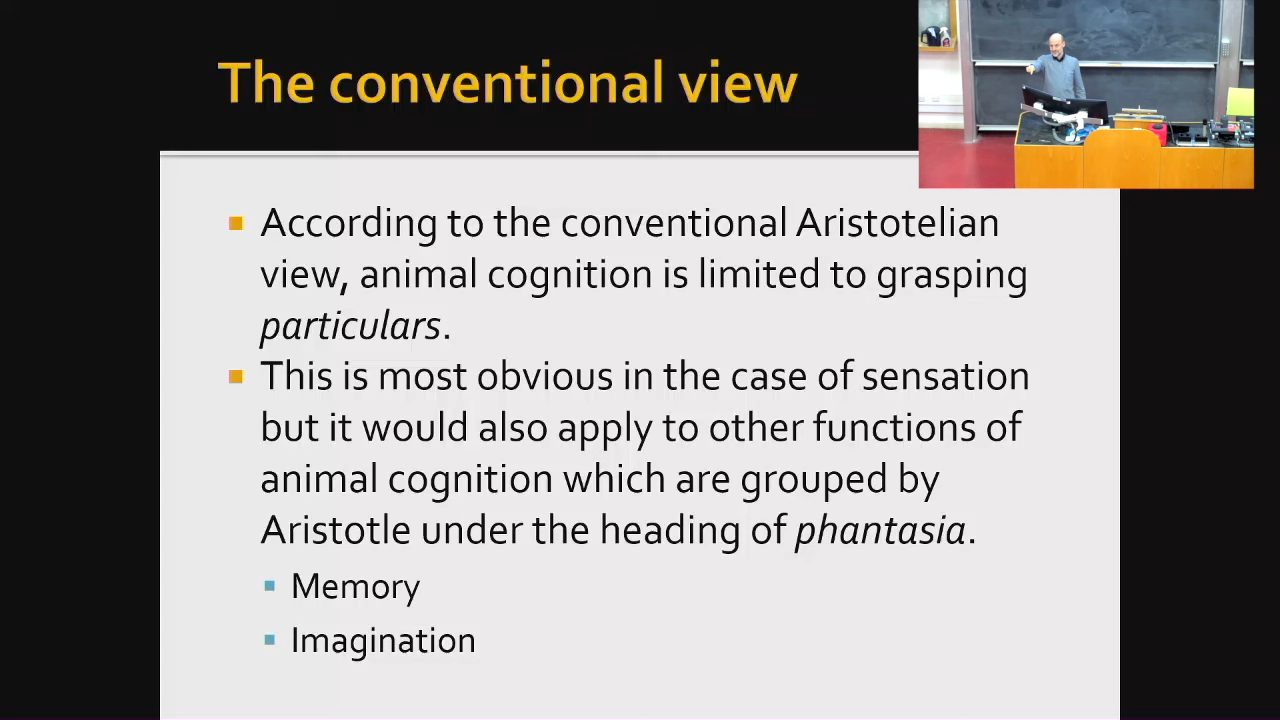 The conventional view
According to the conventional Aristotelian
view, animal cognition is limited to grasping
particulars.
This is most obvious in the case of sensation
but it would also apply to other functions of
animal cognition which are grouped by
Aristotle under the heading of phantasia.
Memory
Imagination